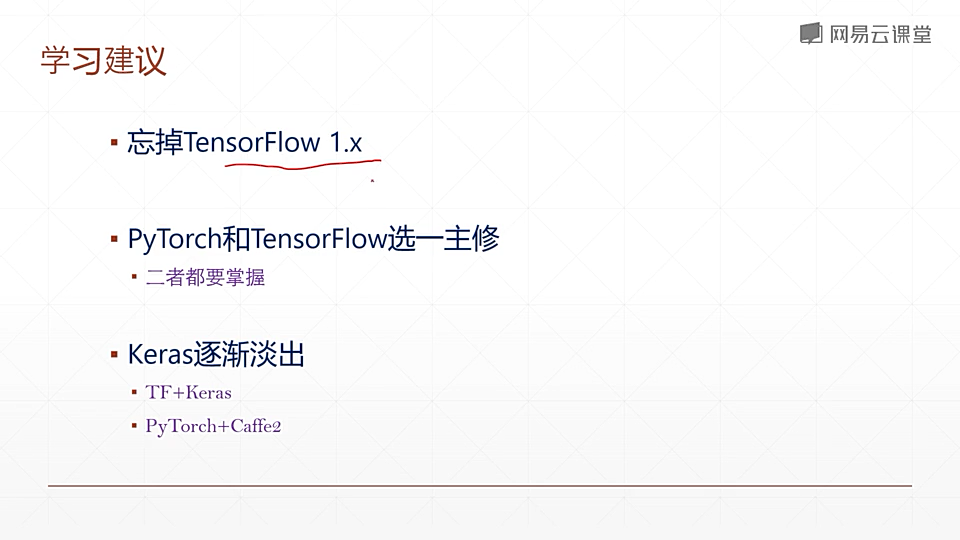 网易云课堂
学习建议
忘掉TensorFlow 1.x
PyTorch和TensorFlow选一主修
二者都要掌握
Keras逐渐淡出
TF+Keras
PyTorch+Caffe2